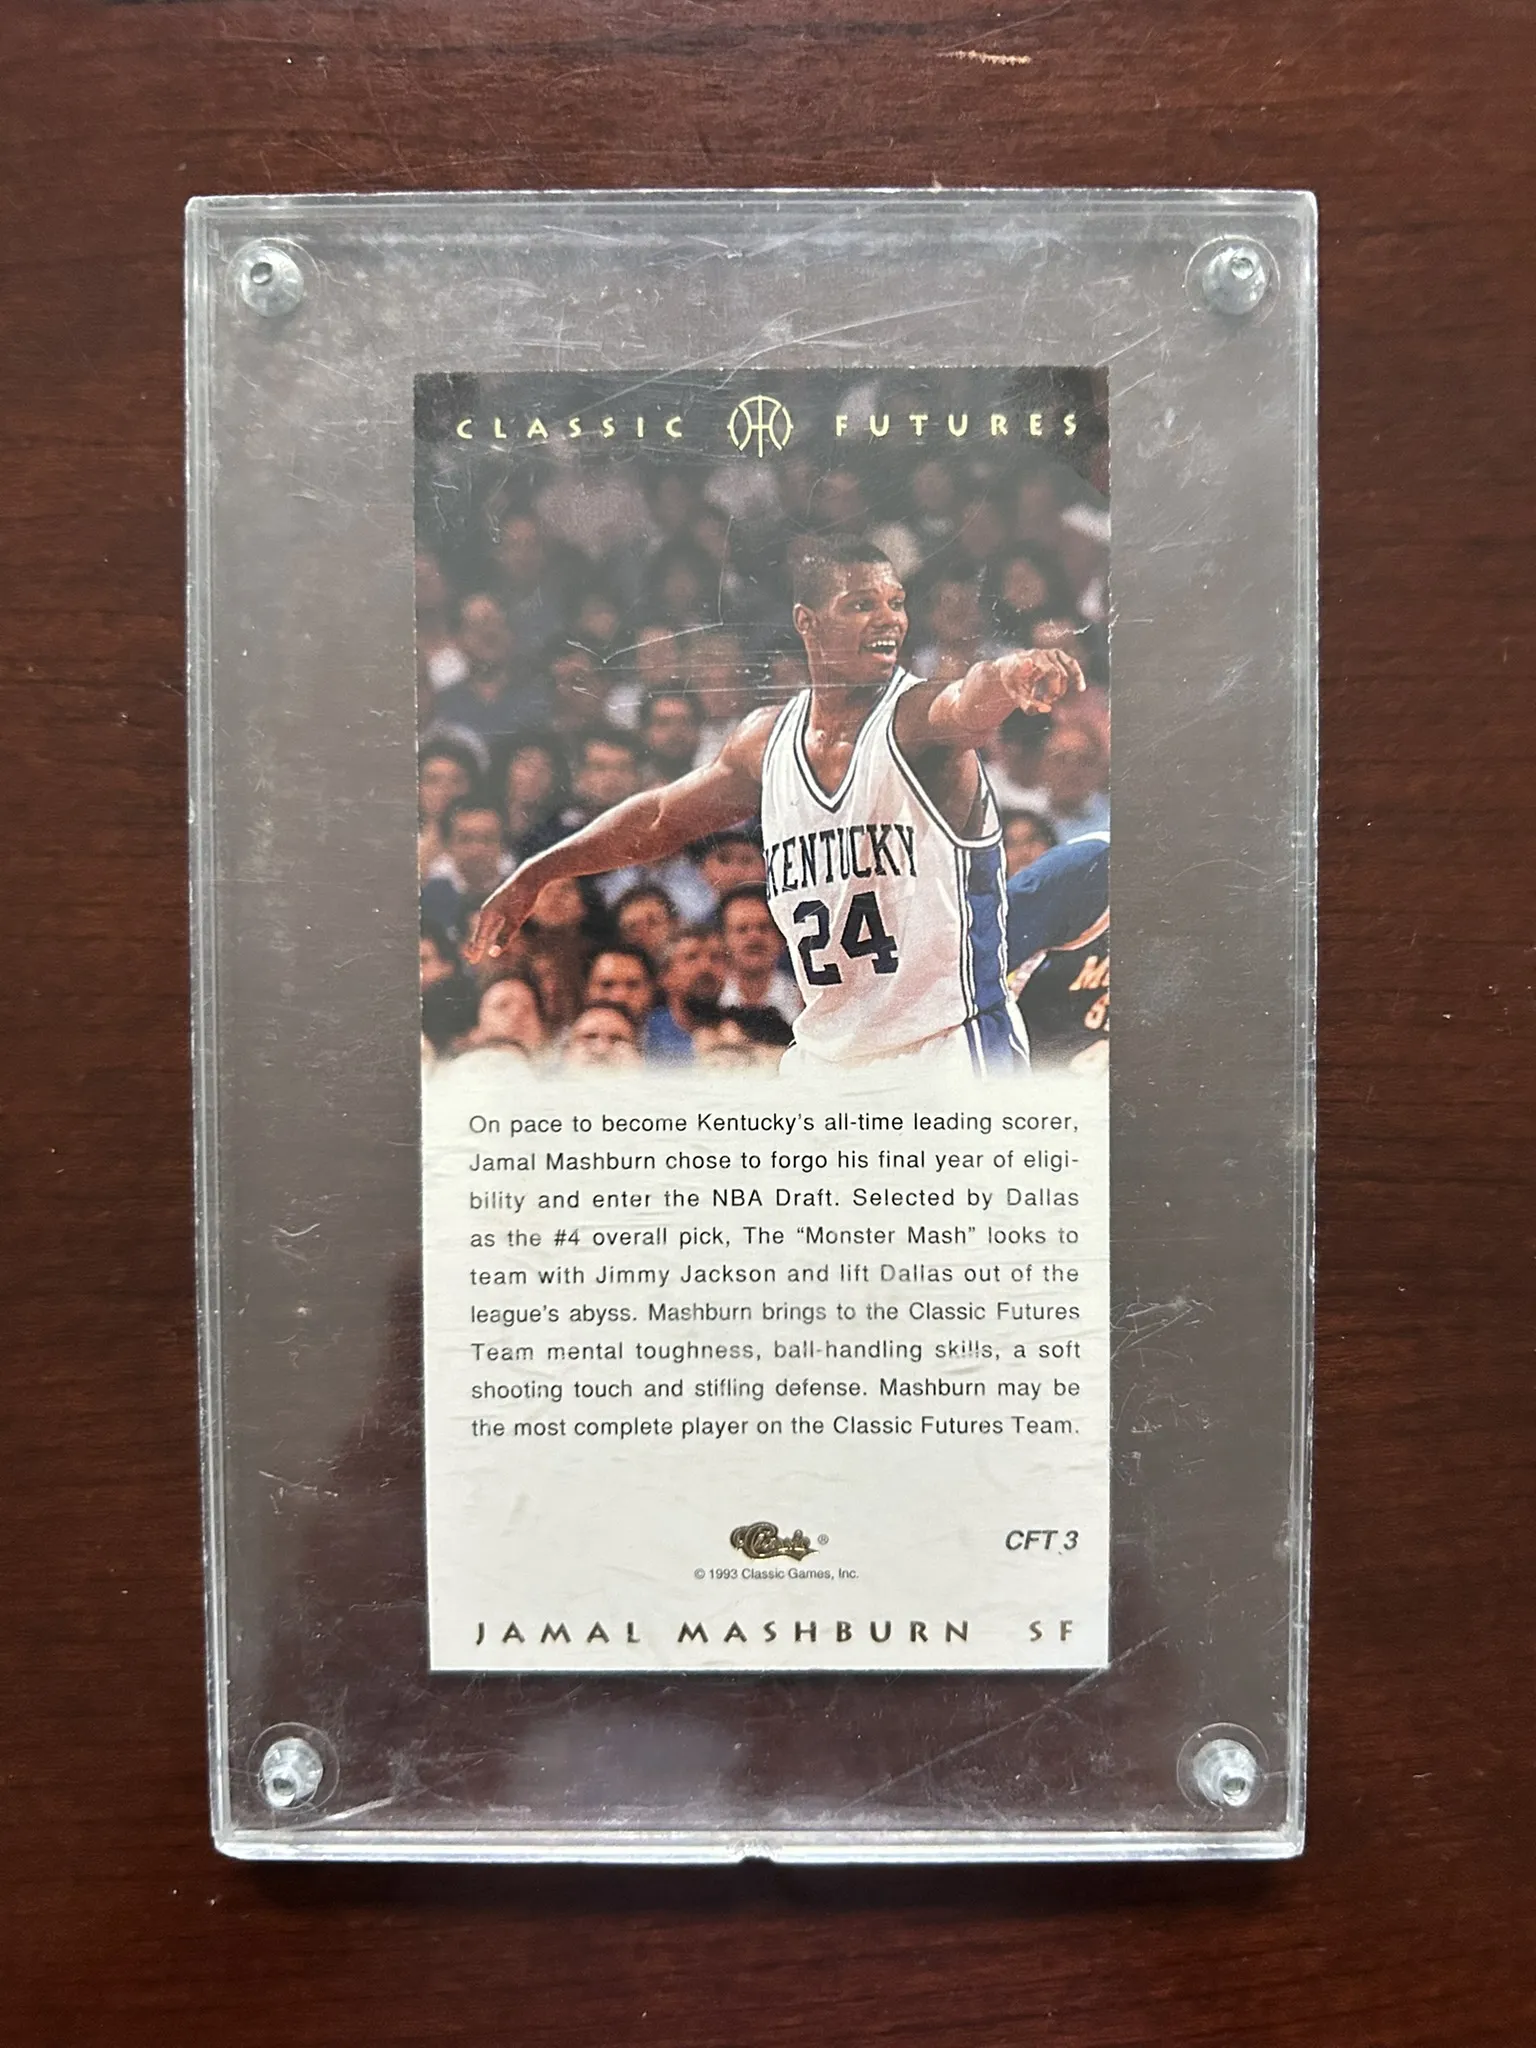 CLASSIC FUTURES
KENTUCKY
24
On pace to become Kentucky's all-time leading scorer,
Jamal Mashburn chose to forgo his final year of eligi-
bility and enter the NBA Draft. Selected by Dallas
as the #4 overall pick, The “Monster Mash” looks to
team with Jimmy Jackson and lift Dallas out of the
league's abyss. Mashburn brings to the Classic Futures
Team mental toughness, ball-handling skills, a soft
shooting touch and stifling defense. Mashburn may be
the most complete player on the Classic Futures Team.
Classic ®
CFT 3
© 1993 Classic Games, Inc.
JAMAL MASHBURN SF